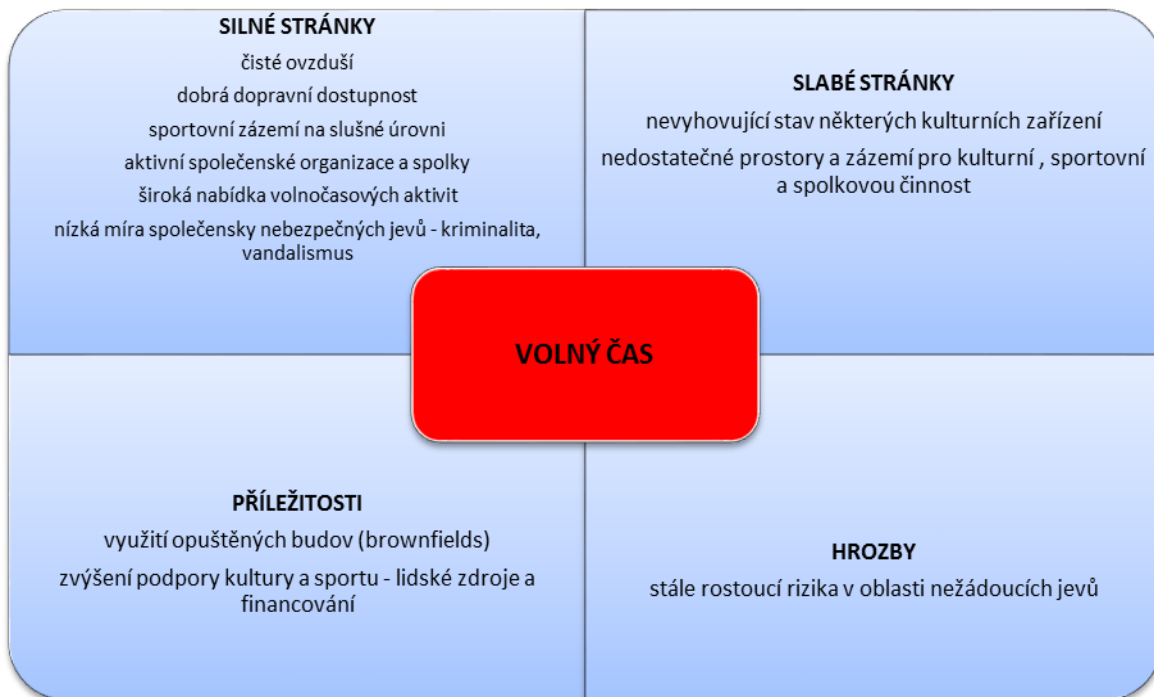 SILNÉ STRÁNKY
čisté ovzduší
dobrá dopravní dostupnost
sportovní zázemí na slušné úrovni
aktivní společenské organizace a spolky
široká nabídka volnočasových aktivit
nízká míra společensky nebezpečných jevů - kriminalita,
vandalismus
SLABÉ STRÁNKY
nevyhovující stav některých kulturních zařízení
nedostatečné prostory a zázemí pro kulturní , sportovní
a spolkovou činnost
VOLNÝ ČAS
PŘÍLEŽITOSTI
využití opuštěných budov (brownfields)
zvýšení podpory kultury a sportu - lidské zdroje a
financování
HROZBY
stále rostoucí rizika v oblasti nežádoucích jevů